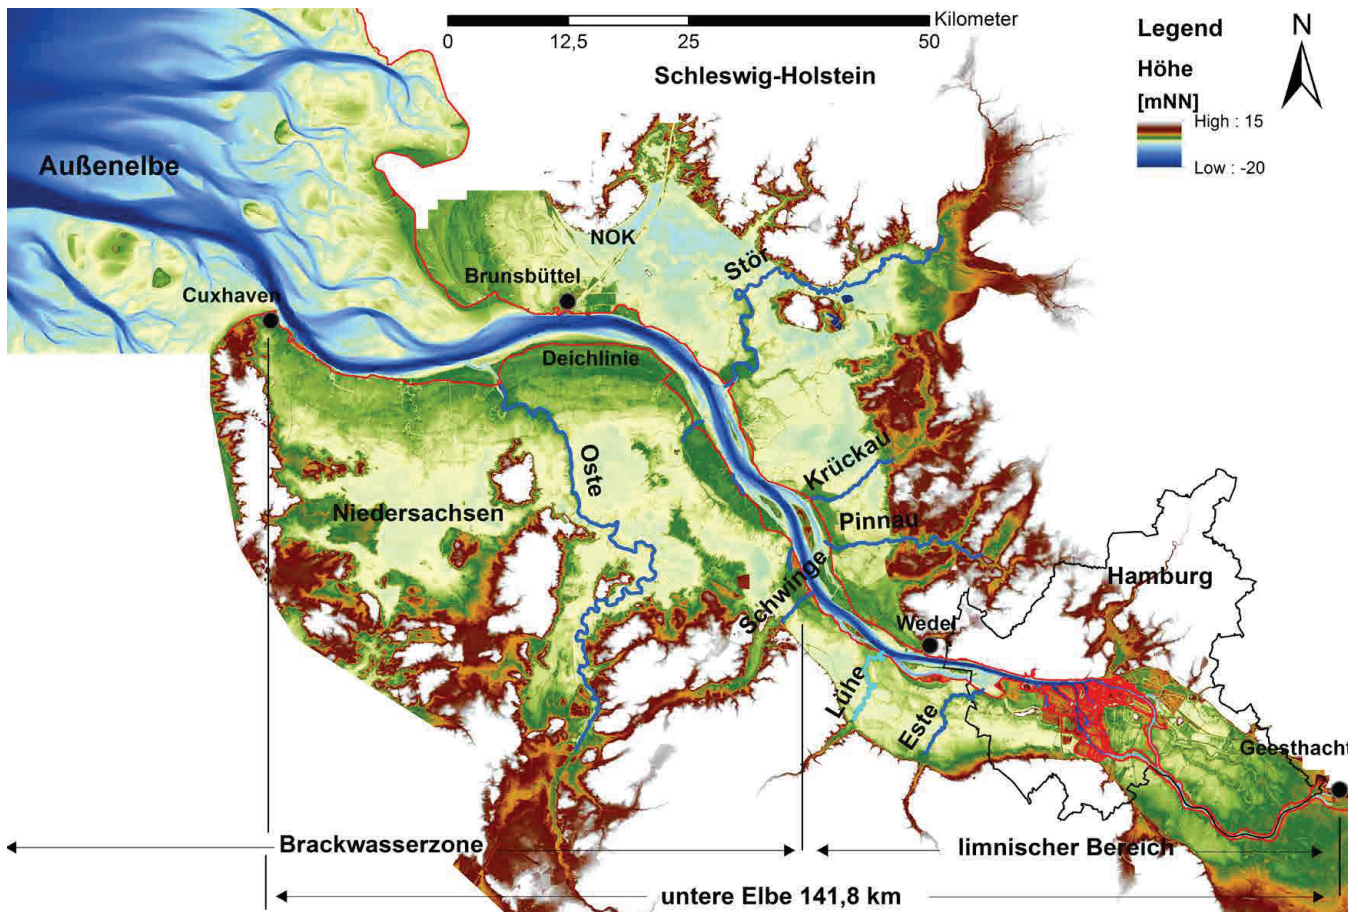 Kilometer
0 12,5 25 50
Legend
Höhe
[mNN]
High : 15
Low : -20
N
Schleswig-Holstein
Außenelbe
NOK
Stör
Brunsbüttel
Cuxhaven
Deichlinie
Oste
Krückau
Niedersachsen
Pinnau
Schwinge
Hamburg
Wedel
Lühe
Este
Geesthacht
Brackwasserzone
limnischer Bereich
untere Elbe 141,8 km